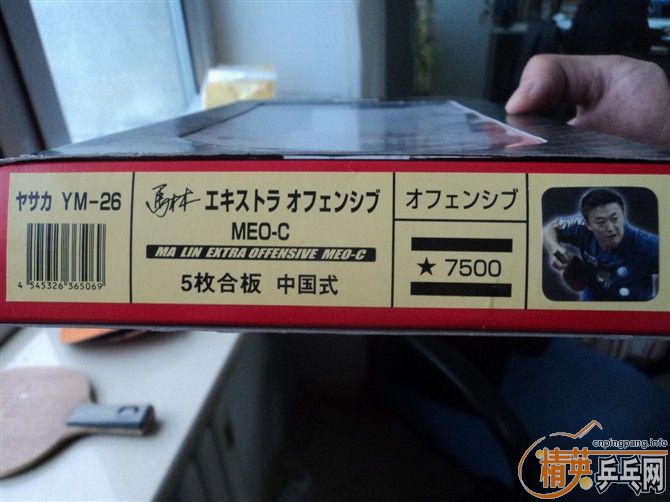 ヤサカ YM-26
4 545326 365069
馬林 エキストラ オフェンシブ
MEO-C
MA LIN EXTRA OFFENSIVE MEO-C
5枚合板 中国式
オフェンシブ
★ 7500
cnpingpang.info
精英乒乓网